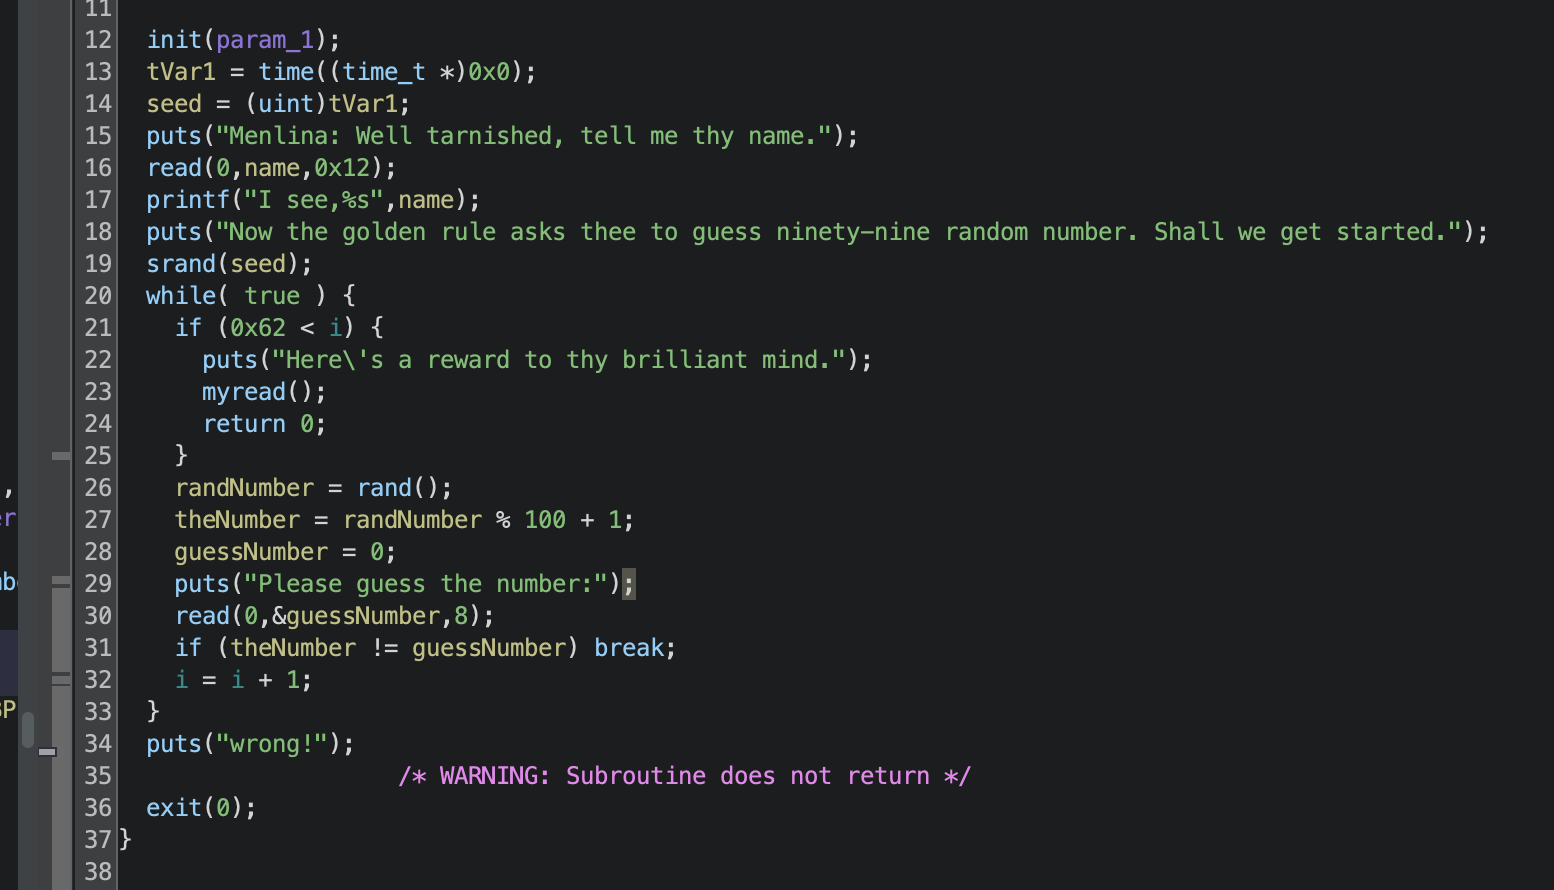 11
12 init(param_1);
13 tVar1 = time((time_t *)0x0);
14 seed = (uint)tVar1;
15 puts("Menlina: Well tarnished, tell me thy name.");
16 read(0,name,0x12);
17 printf("I see,%s",name);
18 puts("Now the golden rule asks thee to guess ninety-nine random number. Shall we get started.");
19 srand(seed);
20 while( true ) {
21 if (0x62 < i) {
22 puts("Here\'s a reward to thy brilliant mind.");
23 myread();
24 return 0;
25 }
, 26 randNumber = rand();
er 27 theNumber = randNumber % 100 + 1;
28 guessNumber = 0;
29 puts("Please guess the number:");
30 read(0,&guessNumber,8);
31 if (theNumber != guessNumber) break;
32 i = i + 1;
33 }
34 puts("wrong!");
35 /* WARNING: Subroutine does not return */
36 exit(0);
37 }
38